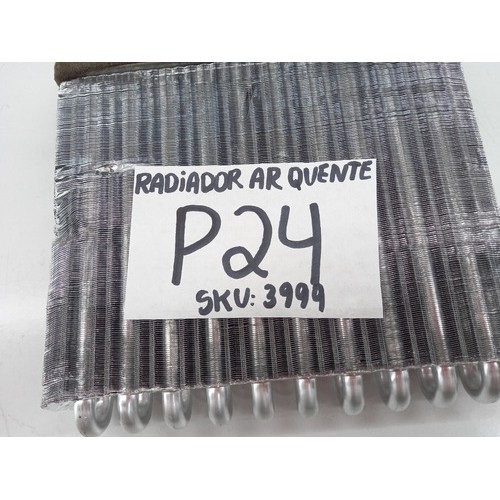 RADiADOR AR QUENTE
P24
SKU: 3999